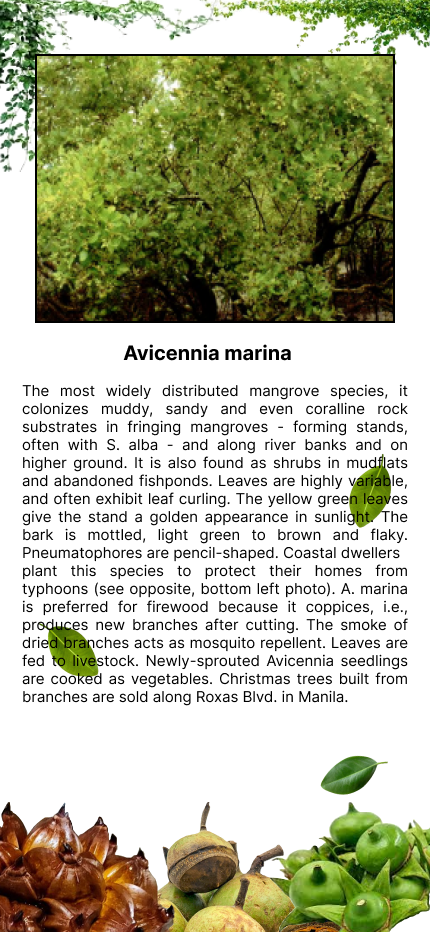 Avicennia marina
The most widely distributed mangrove species, it
colonizes muddy, sandy and even coralline rock
substrates in fringing mangroves - forming stands,
often with S. alba - and along river banks and on
higher ground. It is also found as shrubs in mudflats
and abandoned fishponds. Leaves are highly variable,
and often exhibit leaf curling. The yellow green leaves
give the stand a golden appearance in sunlight. The
bark is mottled, light green to brown and flaky.
Pneumatophores are pencil-shaped. Coastal dwellers
plant this species to protect their homes from
typhoons (see opposite, bottom left photo). A. marina
is preferred for firewood because it coppices, i.e.,
produces new branches after cutting. The smoke of
dried branches acts as mosquito repellent. Leaves are
fed to livestock. Newly-sprouted Avicennia seedlings
are cooked as vegetables. Christmas trees built from
branches are sold along Roxas Blvd. in Manila.